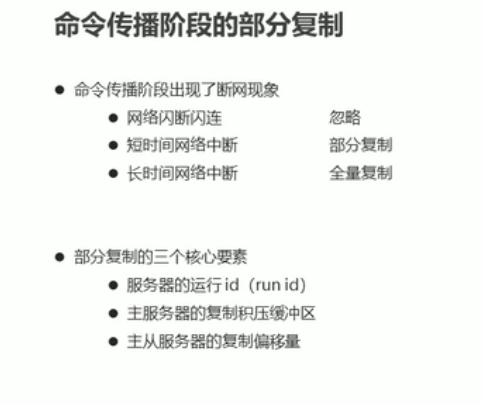 命令传播阶段的部分复制
● 命令传播阶段出现了断网现象
● 网络闪断闪连 忽略
● 短时间网络中断 部分复制
● 长时间网络中断 全量复制
● 部分复制的三个核心要素
● 服务器的运行 id（run id）
● 主服务器的复制积压缓冲区
● 主从服务器的复制偏移量